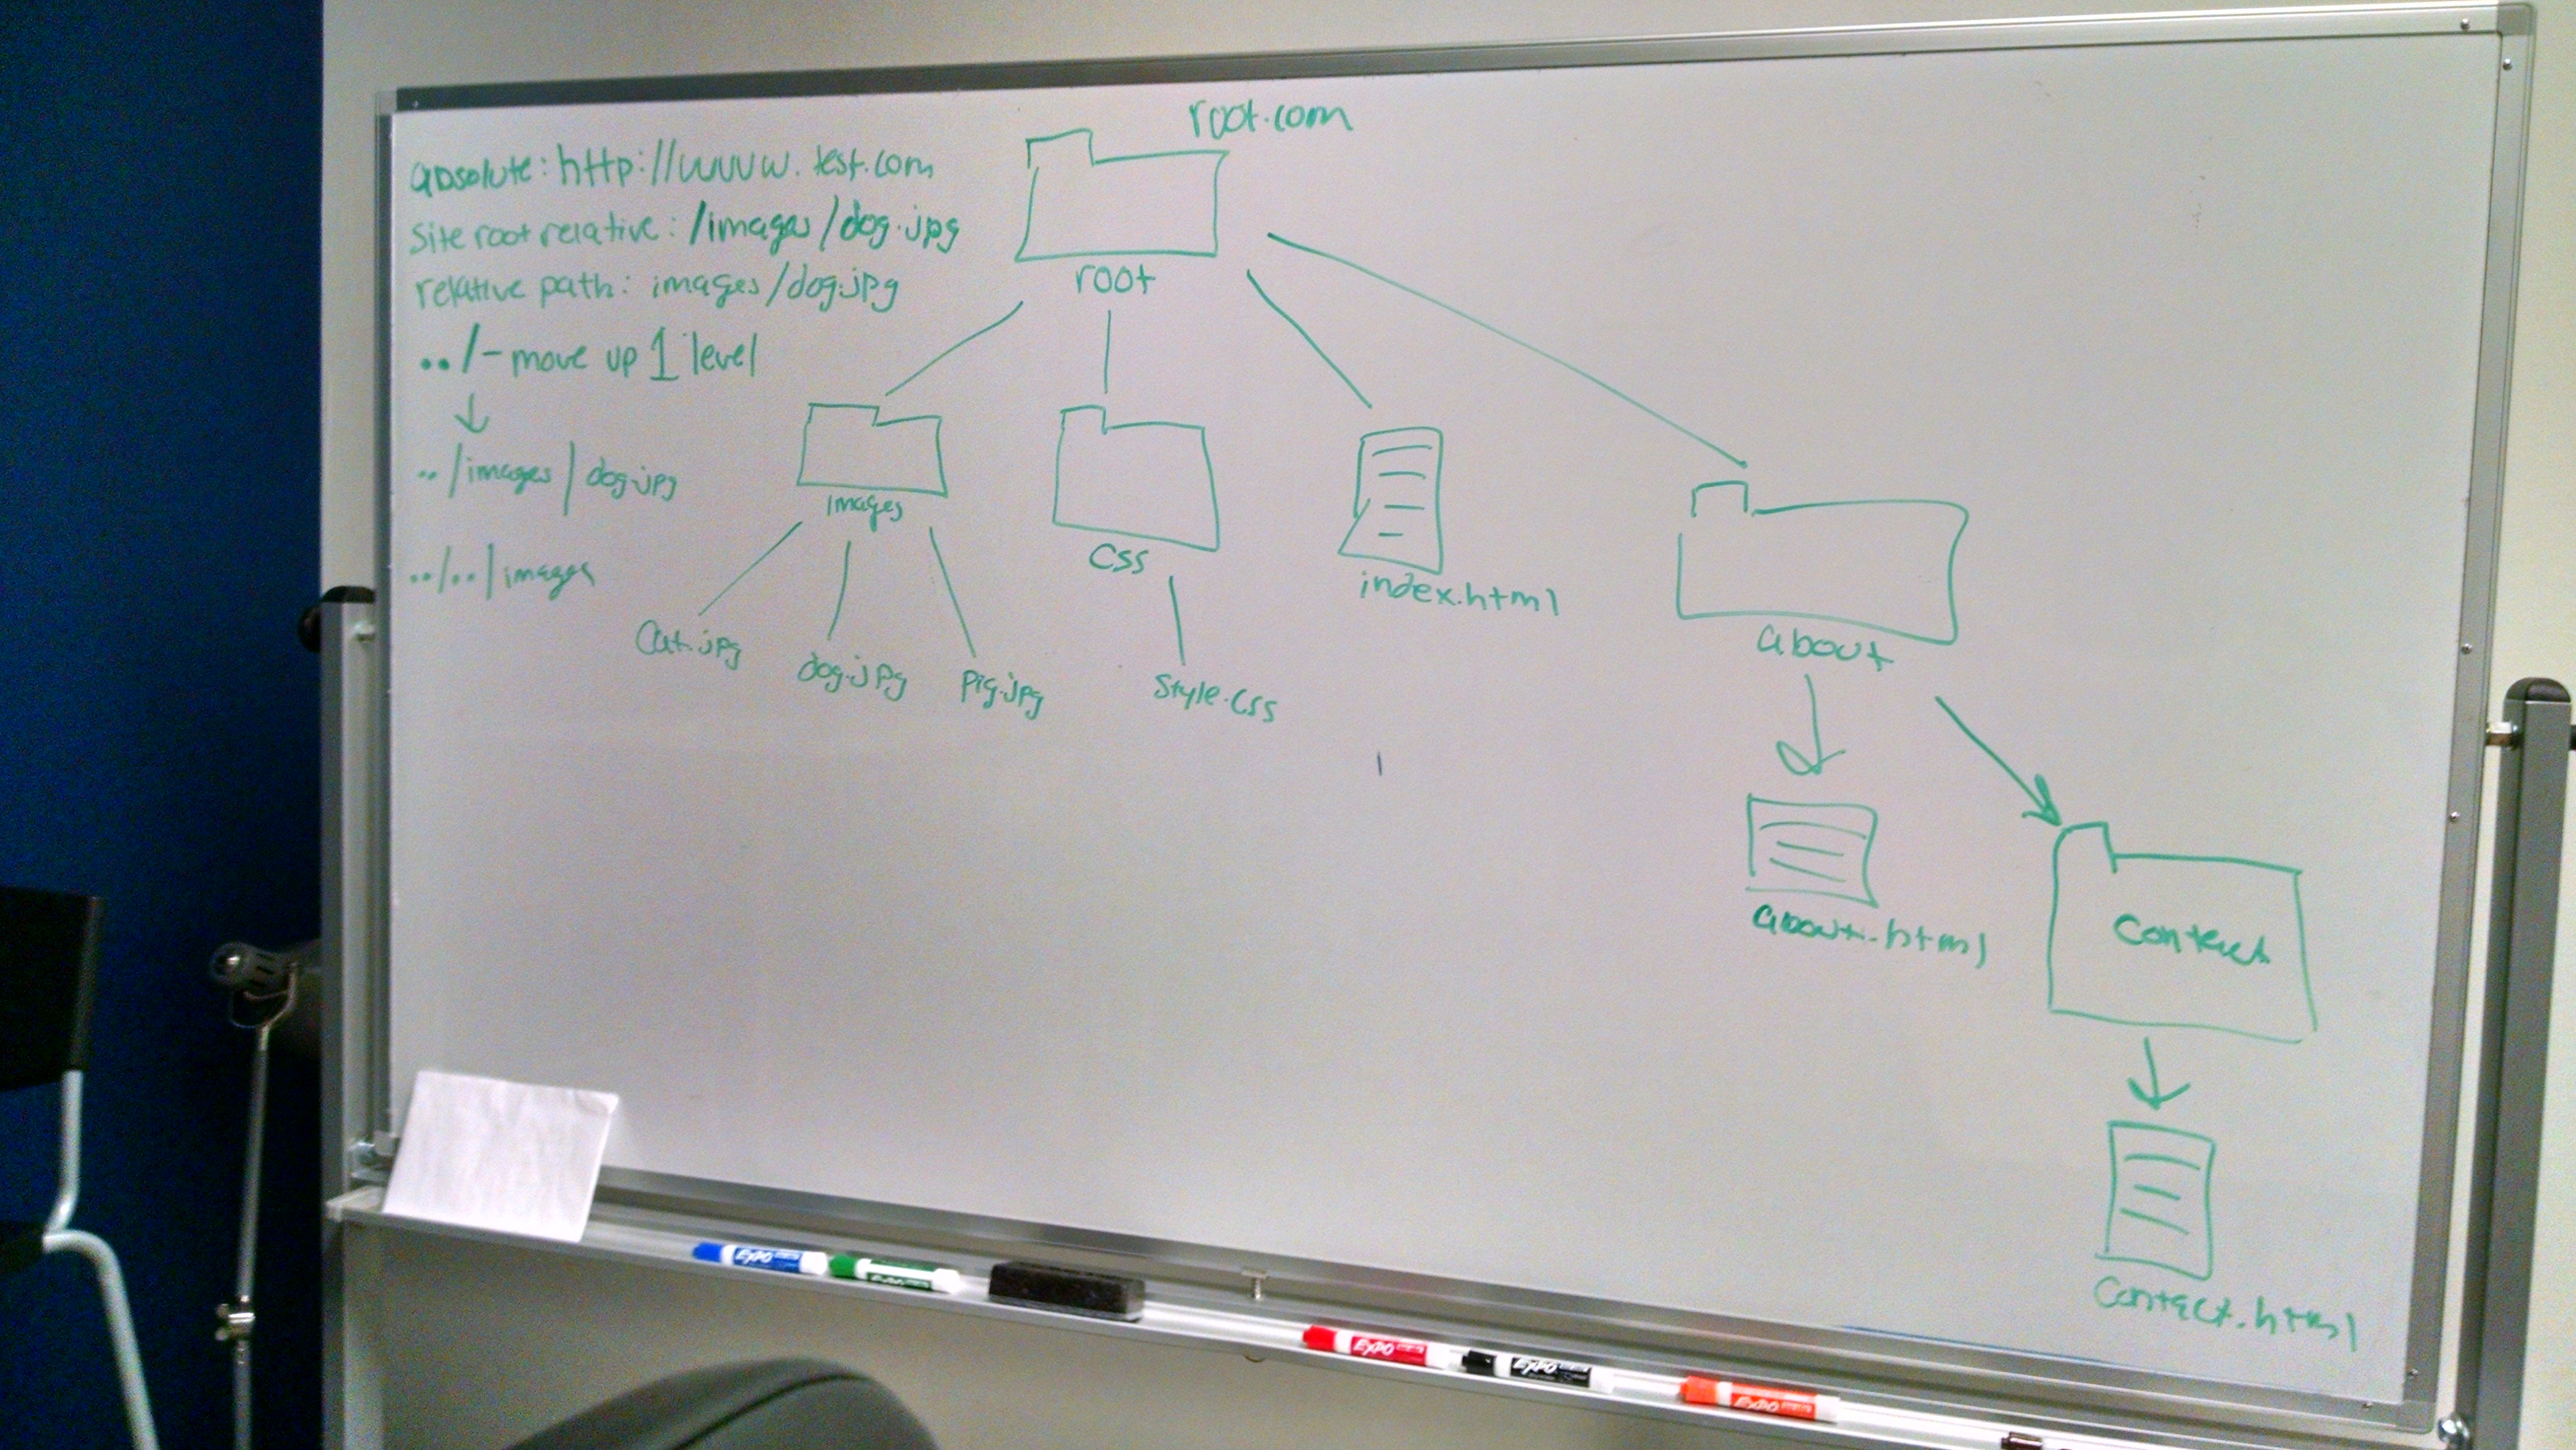 root.com
absolute: http://www.test.com
Site root relative: /images/dog.jpg
relative path: images/dog.jpg
../ - move up 1 level
../images/dog.jpg
../../images
root
images
css
index.html
about
Cat.jpg
dog.jpg
pig.jpg
Style.css
about.html
Contact
Contact.html
EXPO
EXPO
EXPO
EXPO